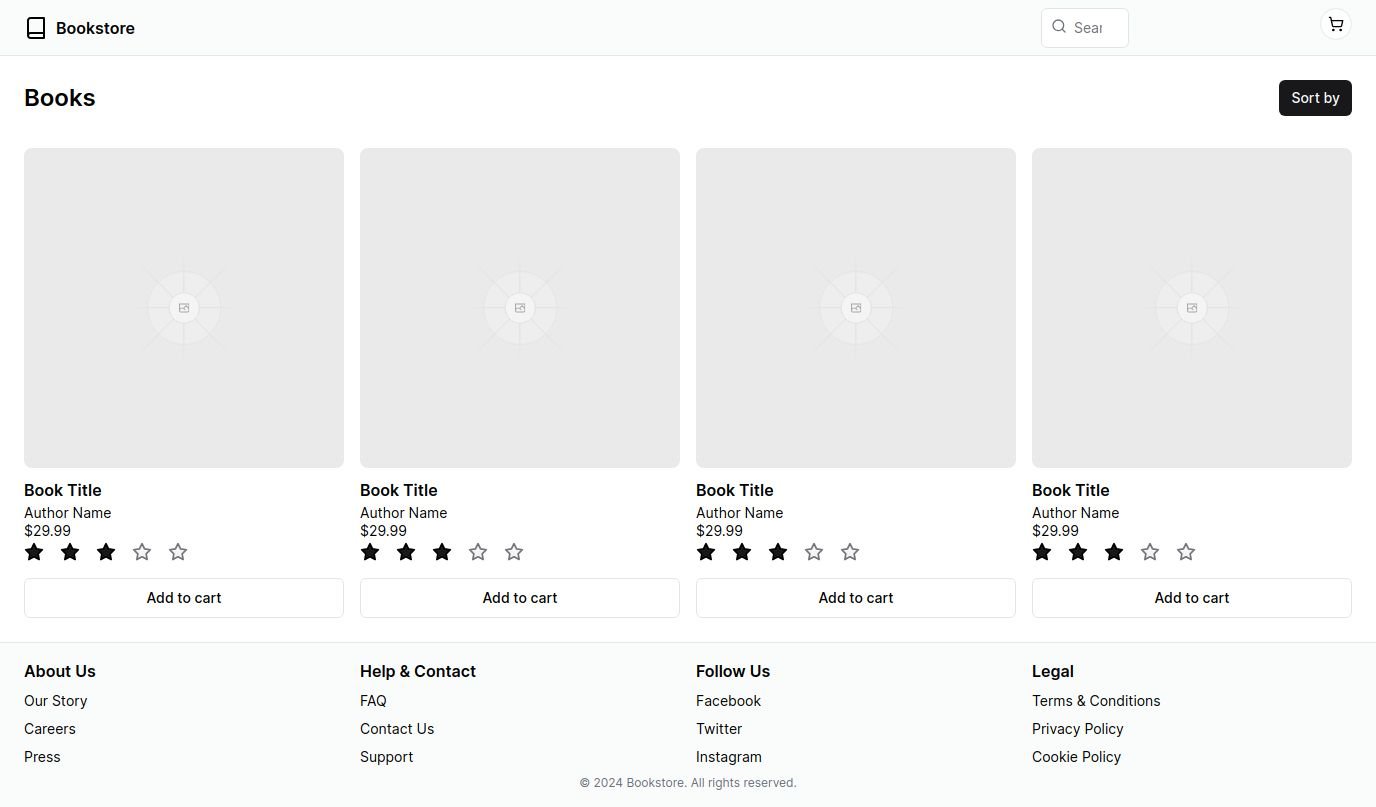 Bookstore
Sear
Books
Sort by
Book Title
Author Name
$29.99
Add to cart
Book Title
Author Name
$29.99
Add to cart
Book Title
Author Name
$29.99
Add to cart
Book Title
Author Name
$29.99
Add to cart
About Us
Our Story
Careers
Press
Help & Contact
FAQ
Contact Us
Support
Follow Us
Facebook
Twitter
Instagram
Legal
Terms & Conditions
Privacy Policy
Cookie Policy
© 2024 Bookstore. All rights reserved.